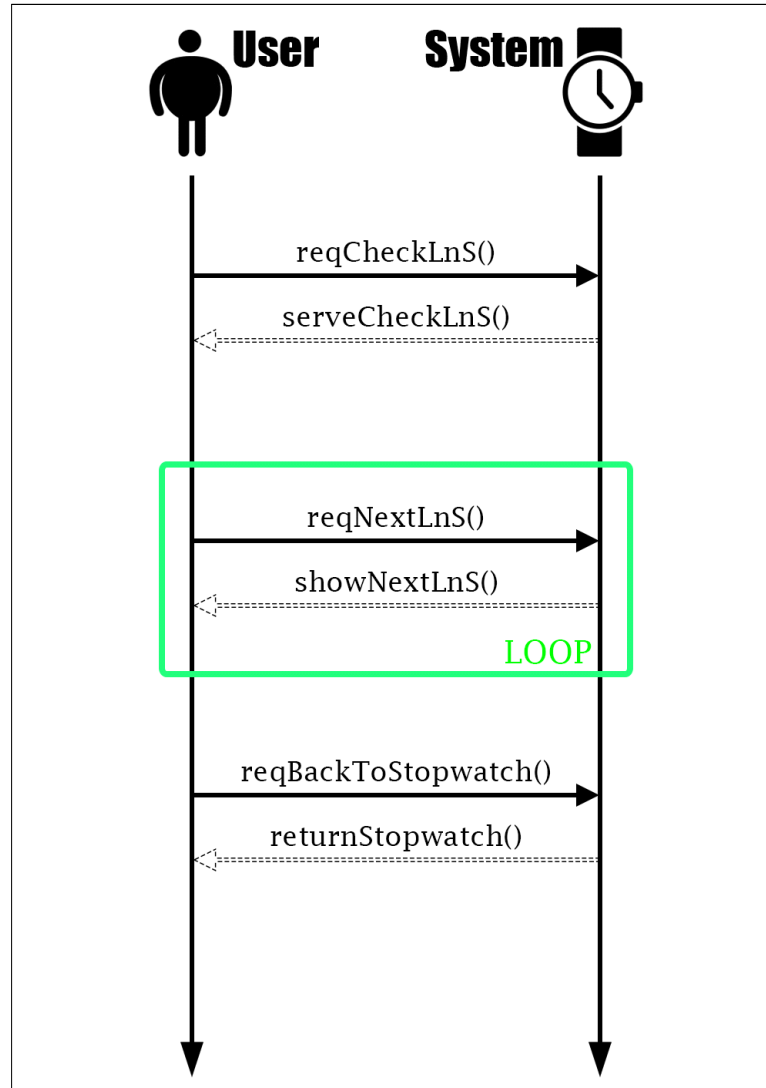 User
System
reqCheckLnS()
serveCheckLnS()
reqNextLnS()
showNextLnS()
LOOP
reqBackToStopwatch()
returnStopwatch()